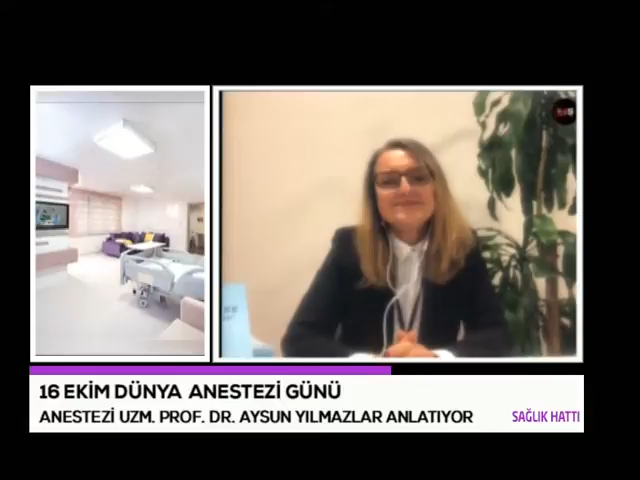 16 EKİM DÜNYA ANESTEZİ GÜNÜ
ANESTEZİ UZM. PROF. DR. AYSUN YILMAZLAR ANLATIYOR
SAĞLIK HATTI